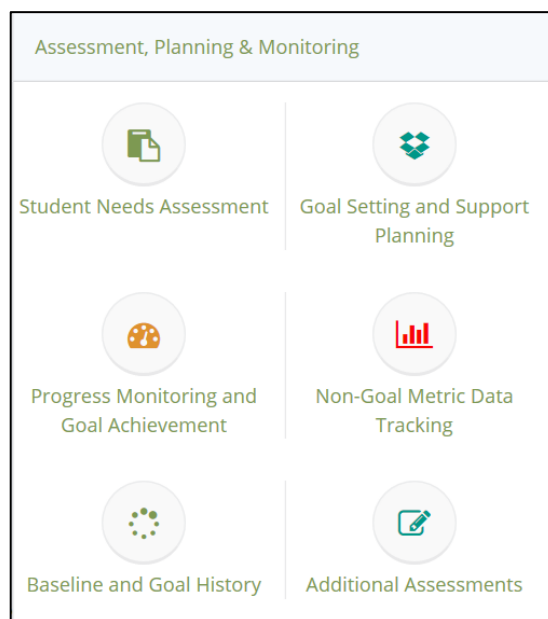 Assessment, Planning & Monitoring
Student Needs Assessment
Goal Setting and Support
Planning
Progress Monitoring and
Goal Achievement
Non-Goal Metric Data
Tracking
Baseline and Goal History
Additional Assessments